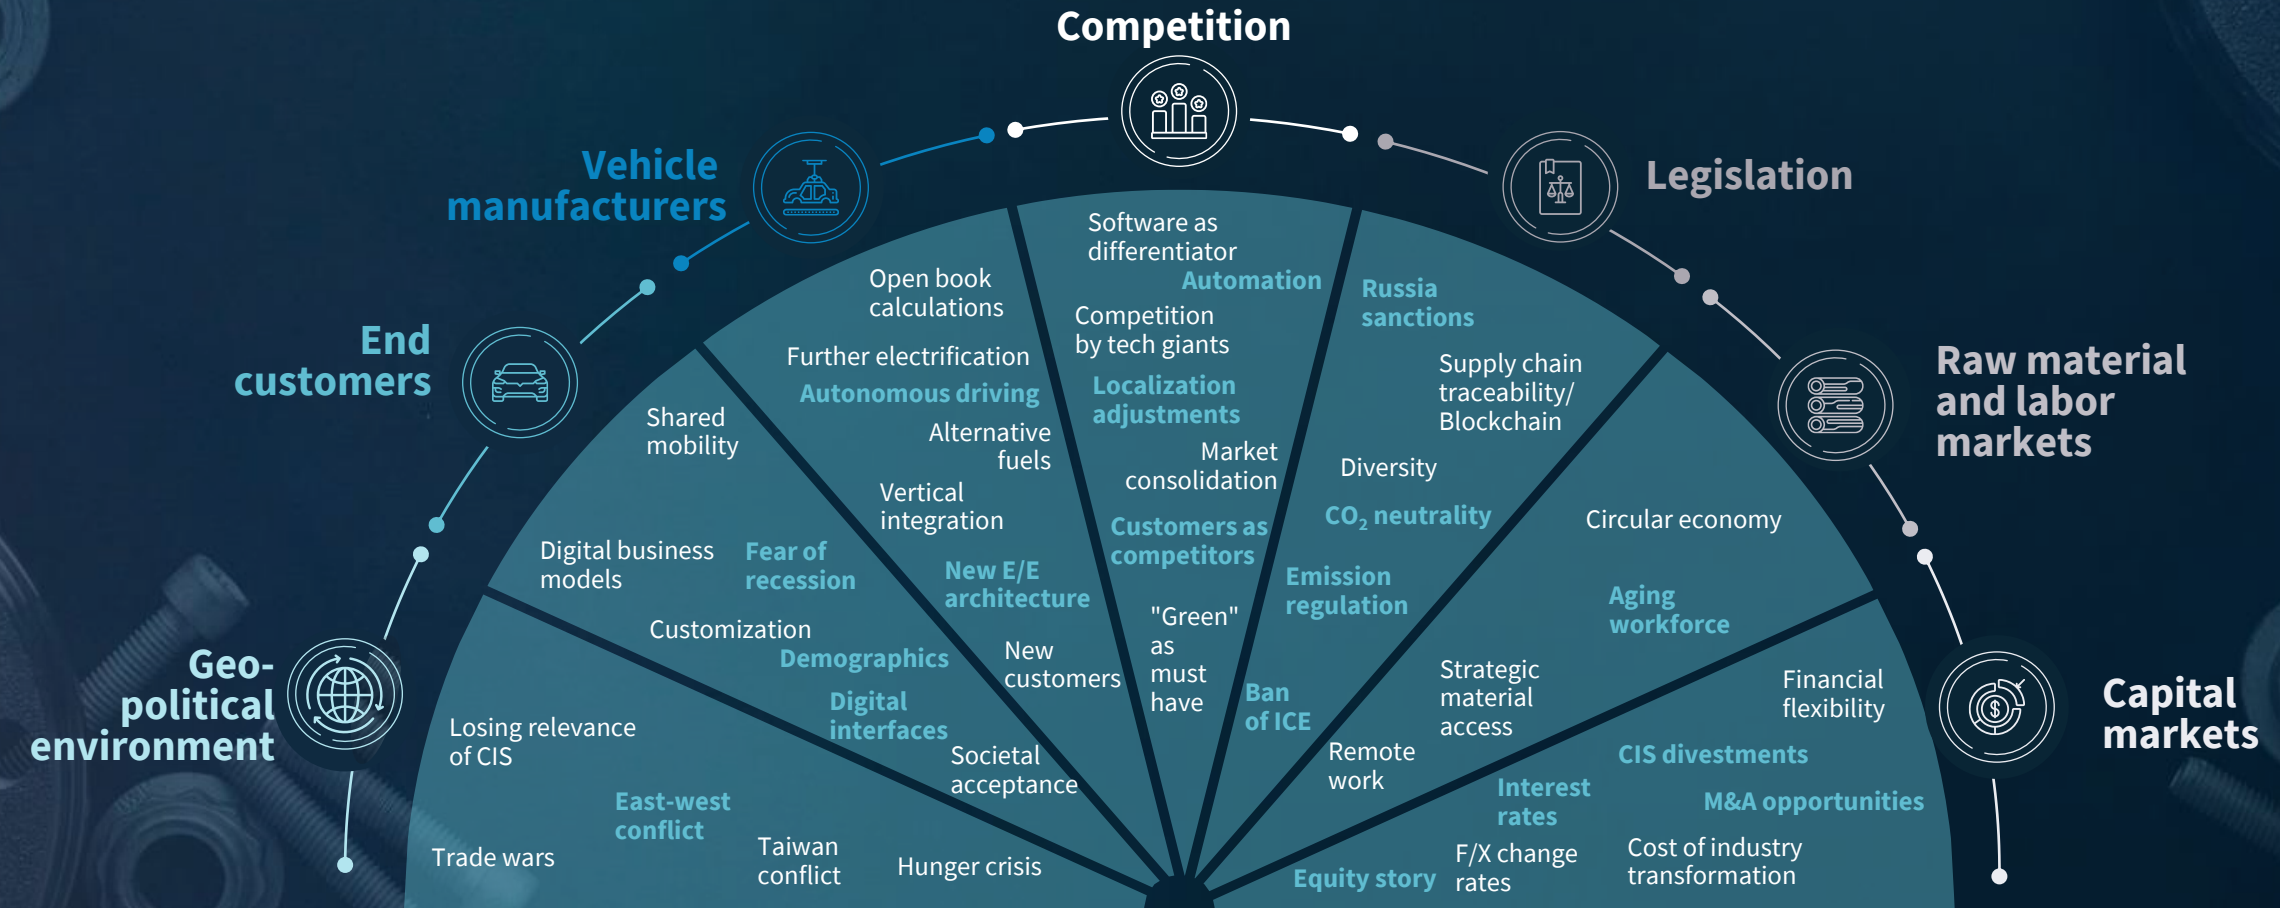 Competition
Vehicle
manufacturers
Legislation
End
customers
Raw material
and labor
markets
Geo-
political
environment
Capital
markets
Losing relevance
of CIS
East-west
conflict
Trade wars
Taiwan
conflict
Hunger crisis
Shared
mobility
Digital business
models
Fear of
recession
Customization
Demographics
Digital
interfaces
Societal
acceptance
Open book
calculations
Further electrification
Autonomous driving
Alternative
fuels
Vertical
integration
New E/E
architecture
New
customers
Software as
differentiator
Automation
Competition
by tech giants
Localization
adjustments
Market
consolidation
Customers as
competitors
"Green"
as
must
have
Russia
sanctions
Supply chain
traceability/
Blockchain
Diversity
CO₂ neutrality
Emission
regulation
Ban
of ICE
Circular economy
Aging
workforce
Strategic
material
access
Remote
work
Financial
flexibility
CIS divestments
Interest
rates
M&A opportunities
Cost of industry
transformation
F/X change
rates
Equity story